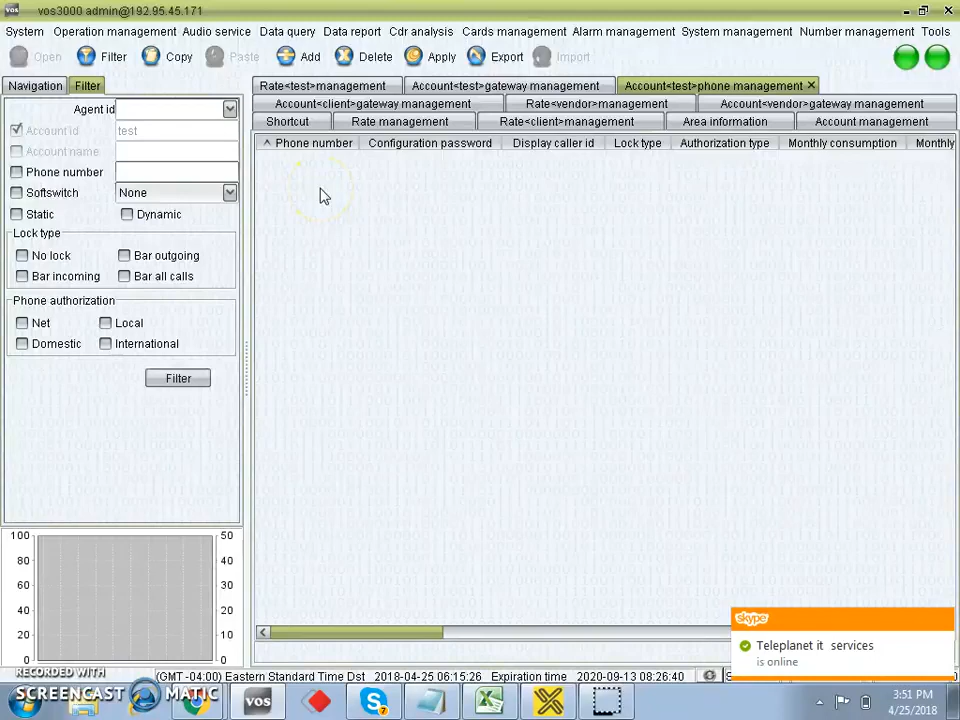 vos vos3000 admin@192.95.45.171
System Operation management Audio service Data query Data report Cdr analysis Cards management Alarm management System management Number management Tools
Open Filter Copy Paste Add Delete Apply Export Import
Navigation Filter Rate<test>management Account<test>gateway management Account<test>phone management
Agent id Account<client>gateway management Rate<vendor>management Account<vendor>gateway management
Shortcut Rate management Rate<client>management Area information Account management
Account id test
Account name
^ Phone number Configuration password Display caller id Lock type Authorization type Monthly consumption Monthly
Phone number
Softswitch None
Static Dynamic
Lock type
No lock Bar outgoing
Bar incoming Bar all calls
Phone authorization
Net Local
Domestic International
Filter
100 50
80 40
60 30
40 20
20 10
0 0
skype
Teleplanet it services
is online
(GMT -04:00) Eastern Standard Time Dst 2018-04-25 06:15:26 Expiration time 2020-09-13 08:26:40
RECORDED WITH
SCREENCAST MATIC
vos
7
3:51 PM
4/25/2018